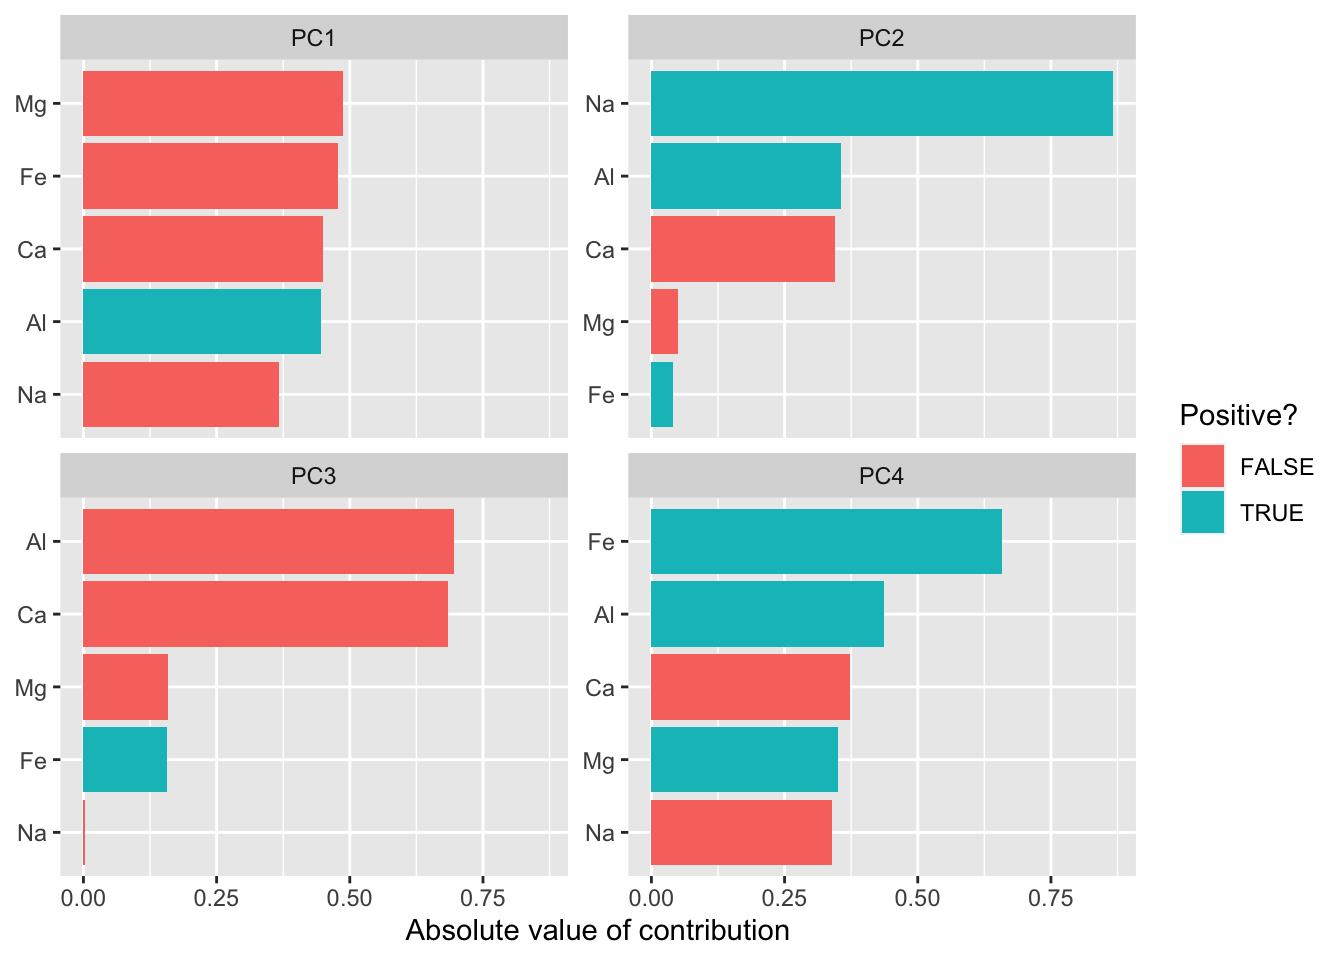 PC1
Mg
Fe
Ca
Al
Na
PC2
Na
Al
Ca
Mg
Fe
PC3
Al
Ca
Mg
Fe
Na
0.00 0.25 0.50 0.75
PC4
Fe
Al
Ca
Mg
Na
0.00 0.25 0.50 0.75
Absolute value of contribution
Positive?
FALSE
TRUE